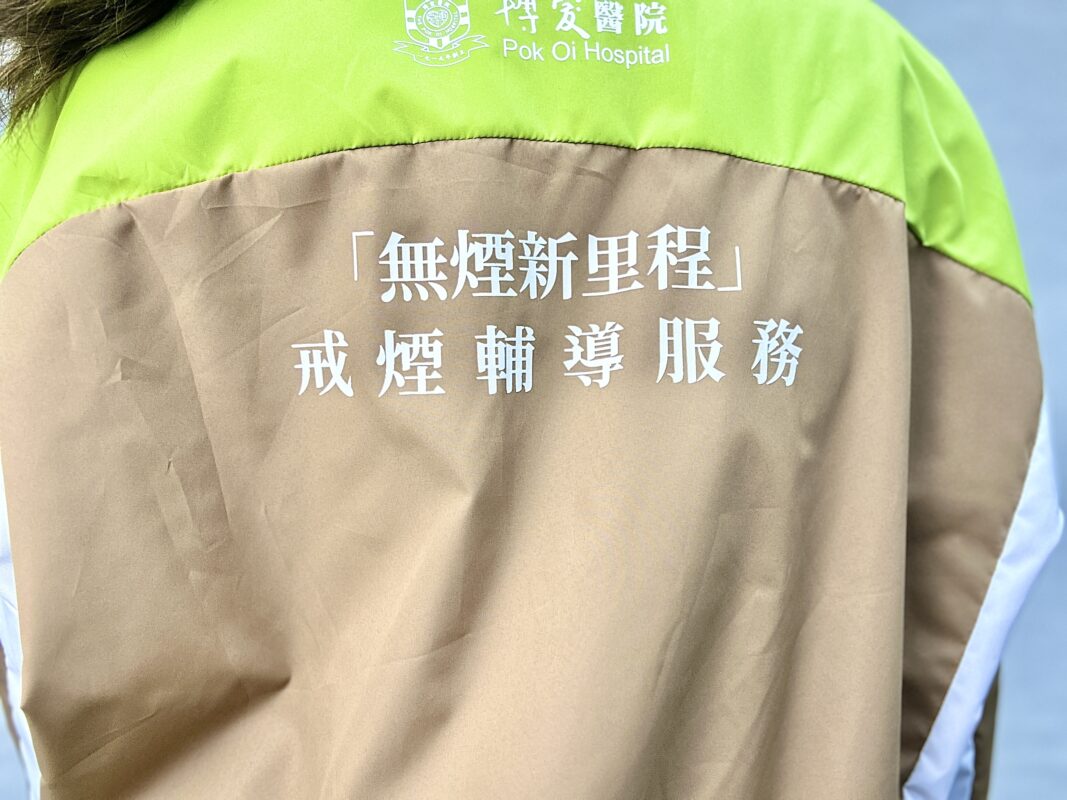 博愛醫院
Pok Oi Hospital
「無煙新里程」
戒煙輔導服務